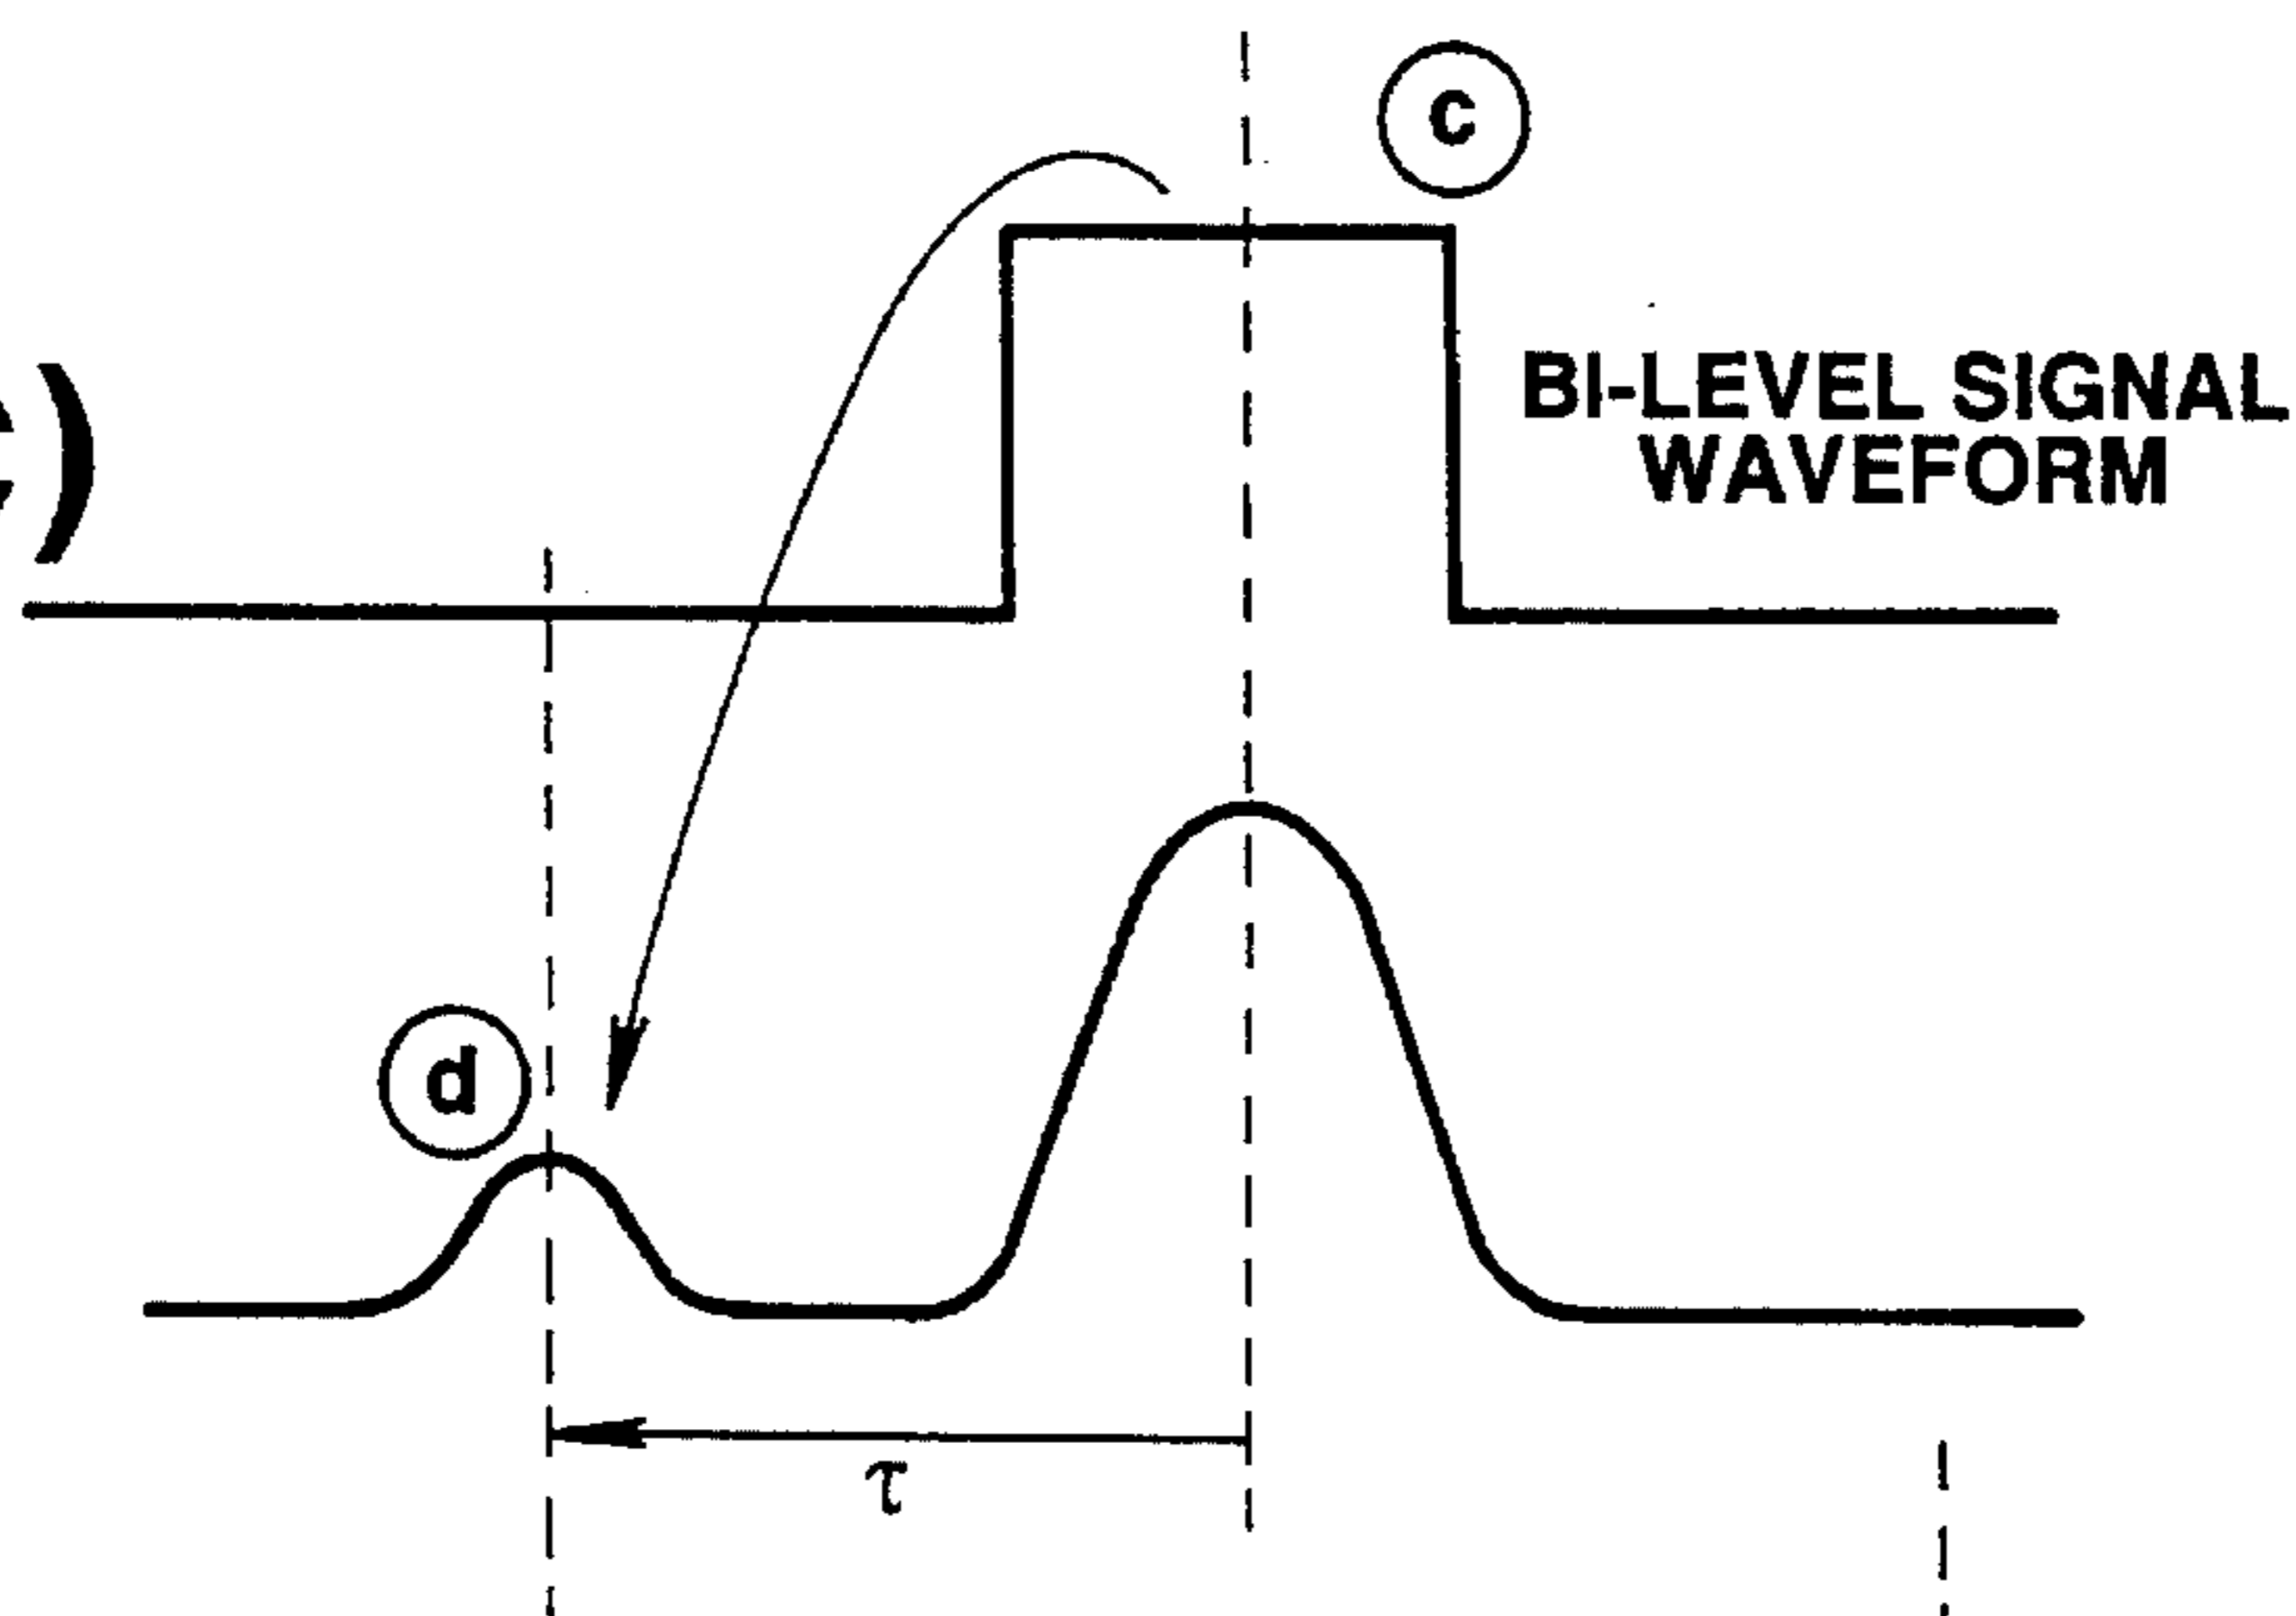 c
)
BI-LEVEL SIGNAL
WAVEFORM
d
τ